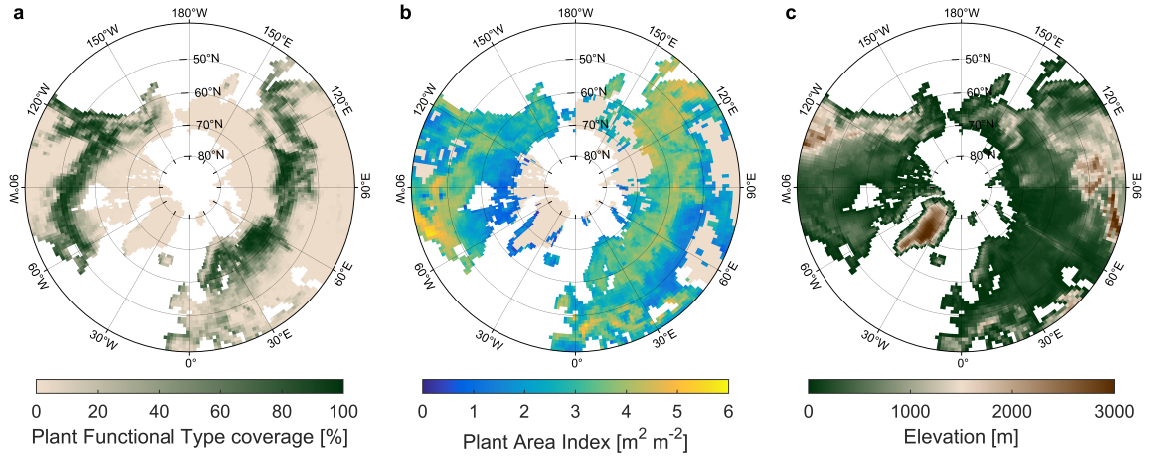 a
180°W
150°W
150°E
120°W
120°E
50°N
60°N
70°N
80°N
90°W
90°E
60°W
60°E
30°W
30°E
0°
0 20 40 60 80 100
Plant Functional Type coverage [%]
b
180°W
150°W
150°E
120°W
120°E
50°N
60°N
70°N
80°N
90°W
90°E
60°W
60°E
30°W
30°E
0°
0 1 2 3 4 5 6
Plant Area Index [m² m⁻²]
c
180°W
150°W
150°E
120°W
120°E
50°N
60°N
70°N
80°N
90°W
90°E
60°W
60°E
30°W
30°E
0°
0 1000 2000 3000
Elevation [m]